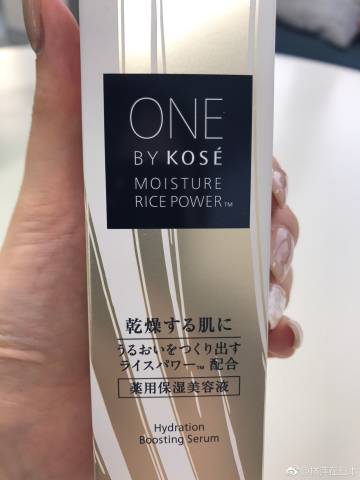 ONE
BY KOSÉ
MOISTURE
RICE POWER™
乾燥する肌に
うるおいをつくり出す
ライスパワー™ 配合
薬用保湿美容液
Hydration
Boosting Serum